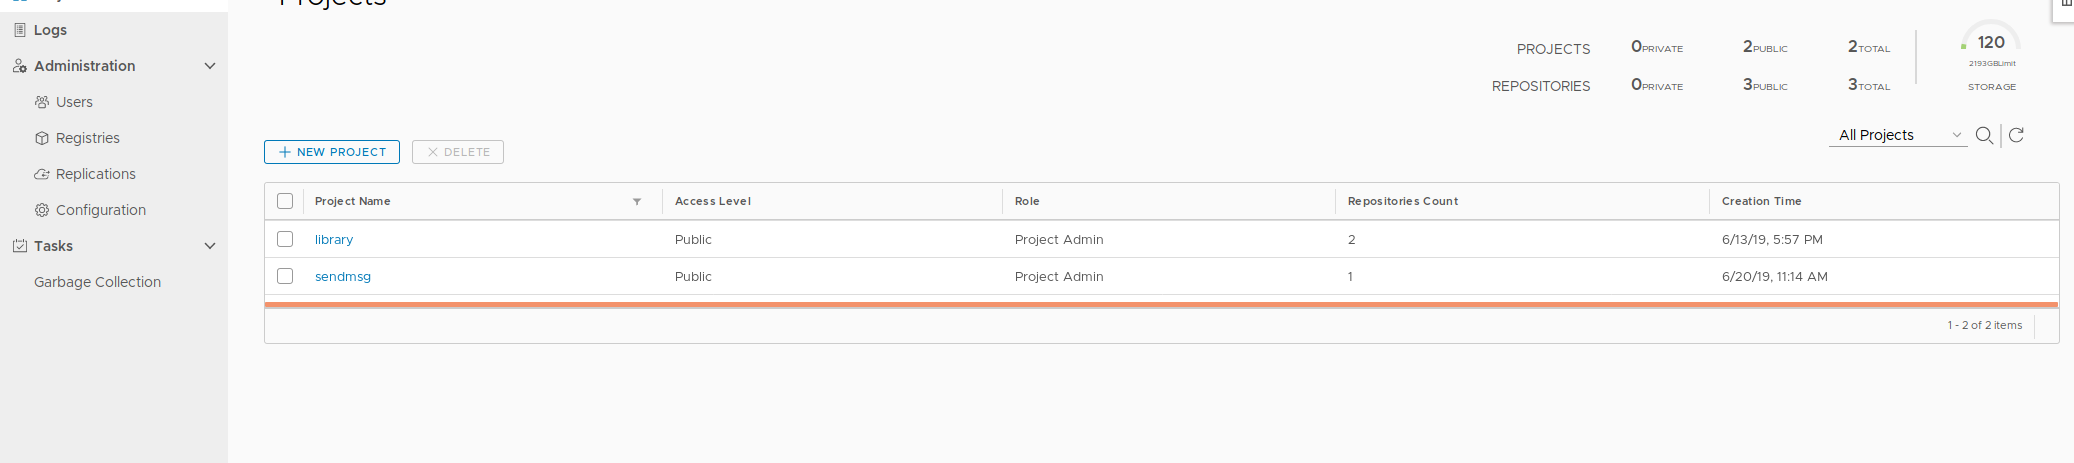 Projects
Logs
Administration
Users
Registries
Replications
Configuration
Tasks
Garbage Collection
PROJECTS 0PRIVATE 2PUBLIC 2TOTAL
REPOSITORIES 0PRIVATE 3PUBLIC 3TOTAL
120
2193GBLimit
STORAGE
All Projects
NEW PROJECT DELETE
Project Name Access Level Role Repositories Count Creation Time
library Public Project Admin 2 6/13/19, 5:57 PM
sendmsg Public Project Admin 1 6/20/19, 11:14 AM
1 - 2 of 2 items